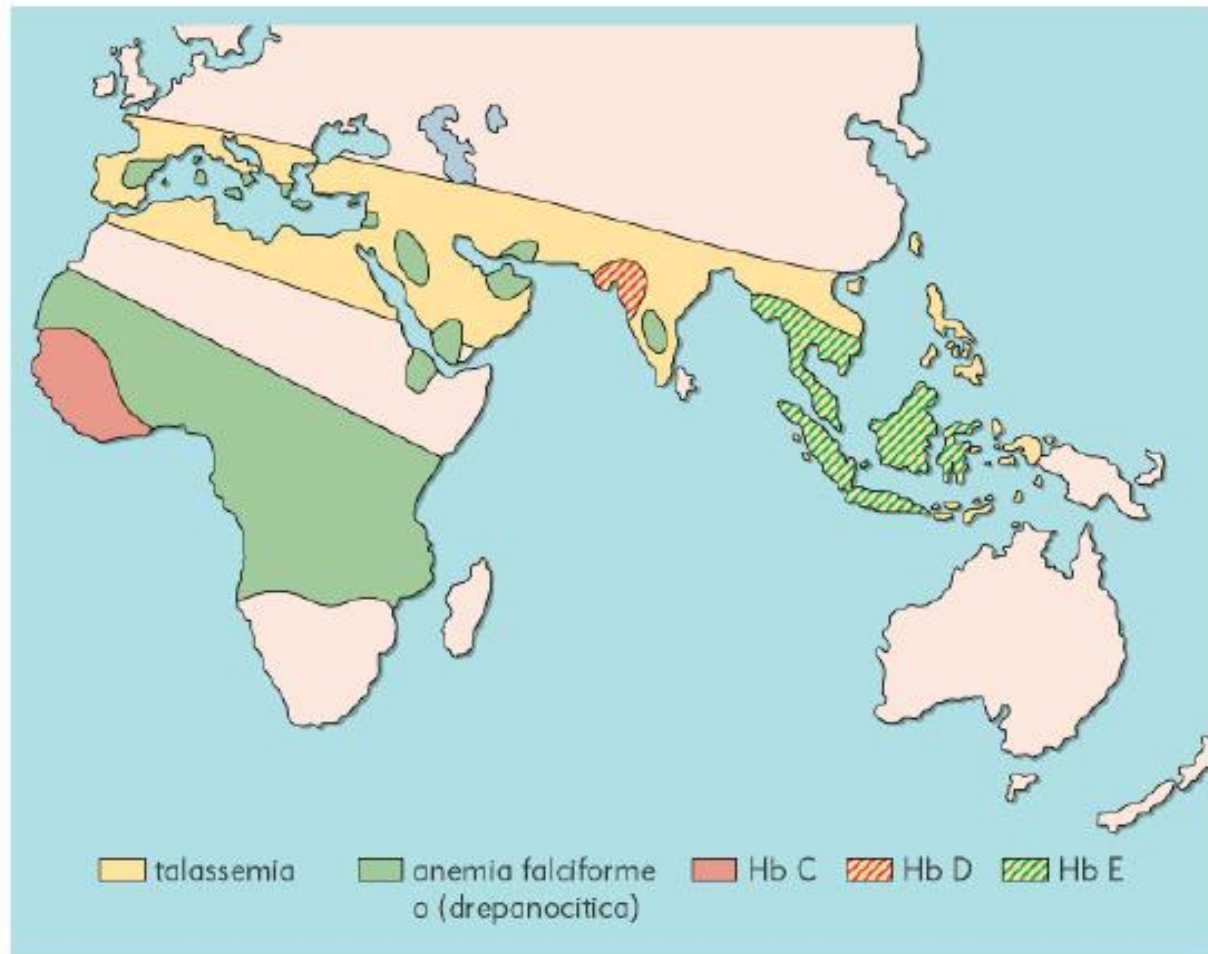 talassemia
anemia falciforme
o (drepanocitica)
Hb C
Hb D
Hb E